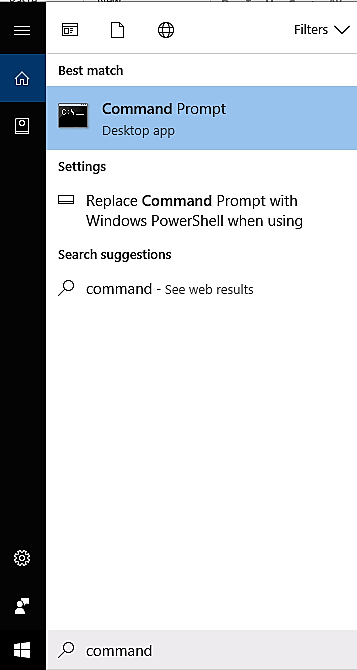 Filters
Best match
C:\_
Command Prompt
Desktop app
Settings
Replace Command Prompt with
Windows PowerShell when using
Search suggestions
command - See web results
command